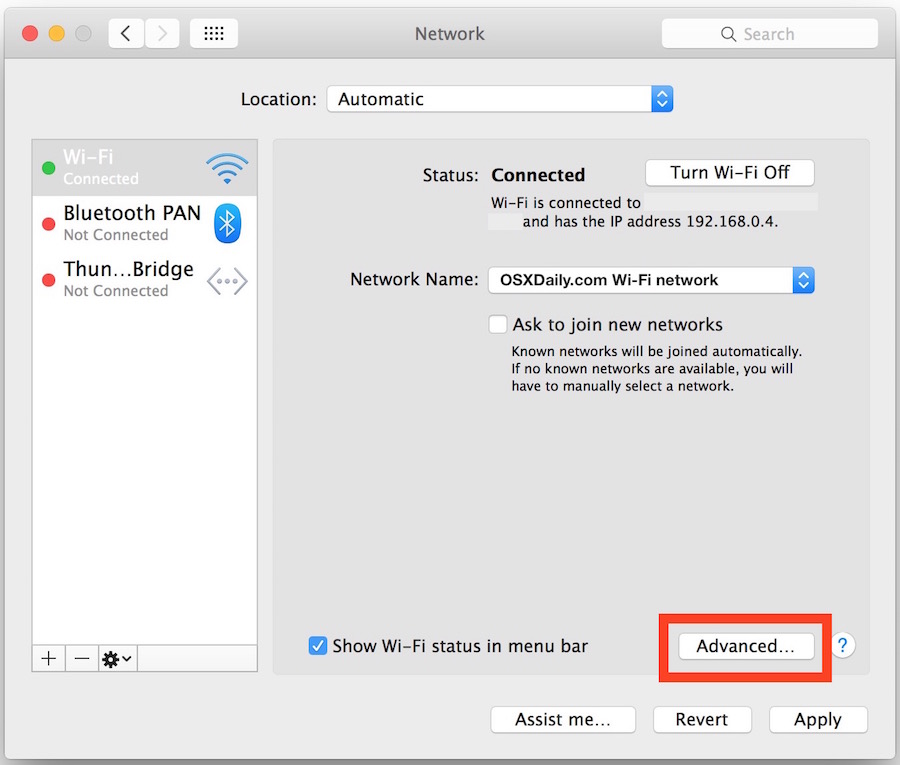 Network
Search
Location: Automatic
Wi-Fi
Connected
Bluetooth PAN
Not Connected
Thun...Bridge
Not Connected
Status: Connected
Turn Wi-Fi Off
Wi-Fi is connected to
and has the IP address 192.168.0.4.
Network Name: OSXDaily.com Wi-Fi network
Ask to join new networks
Known networks will be joined automatically.
If no known networks are available, you will
have to manually select a network.
Show Wi-Fi status in menu bar
Advanced...
?
Assist me...
Revert
Apply